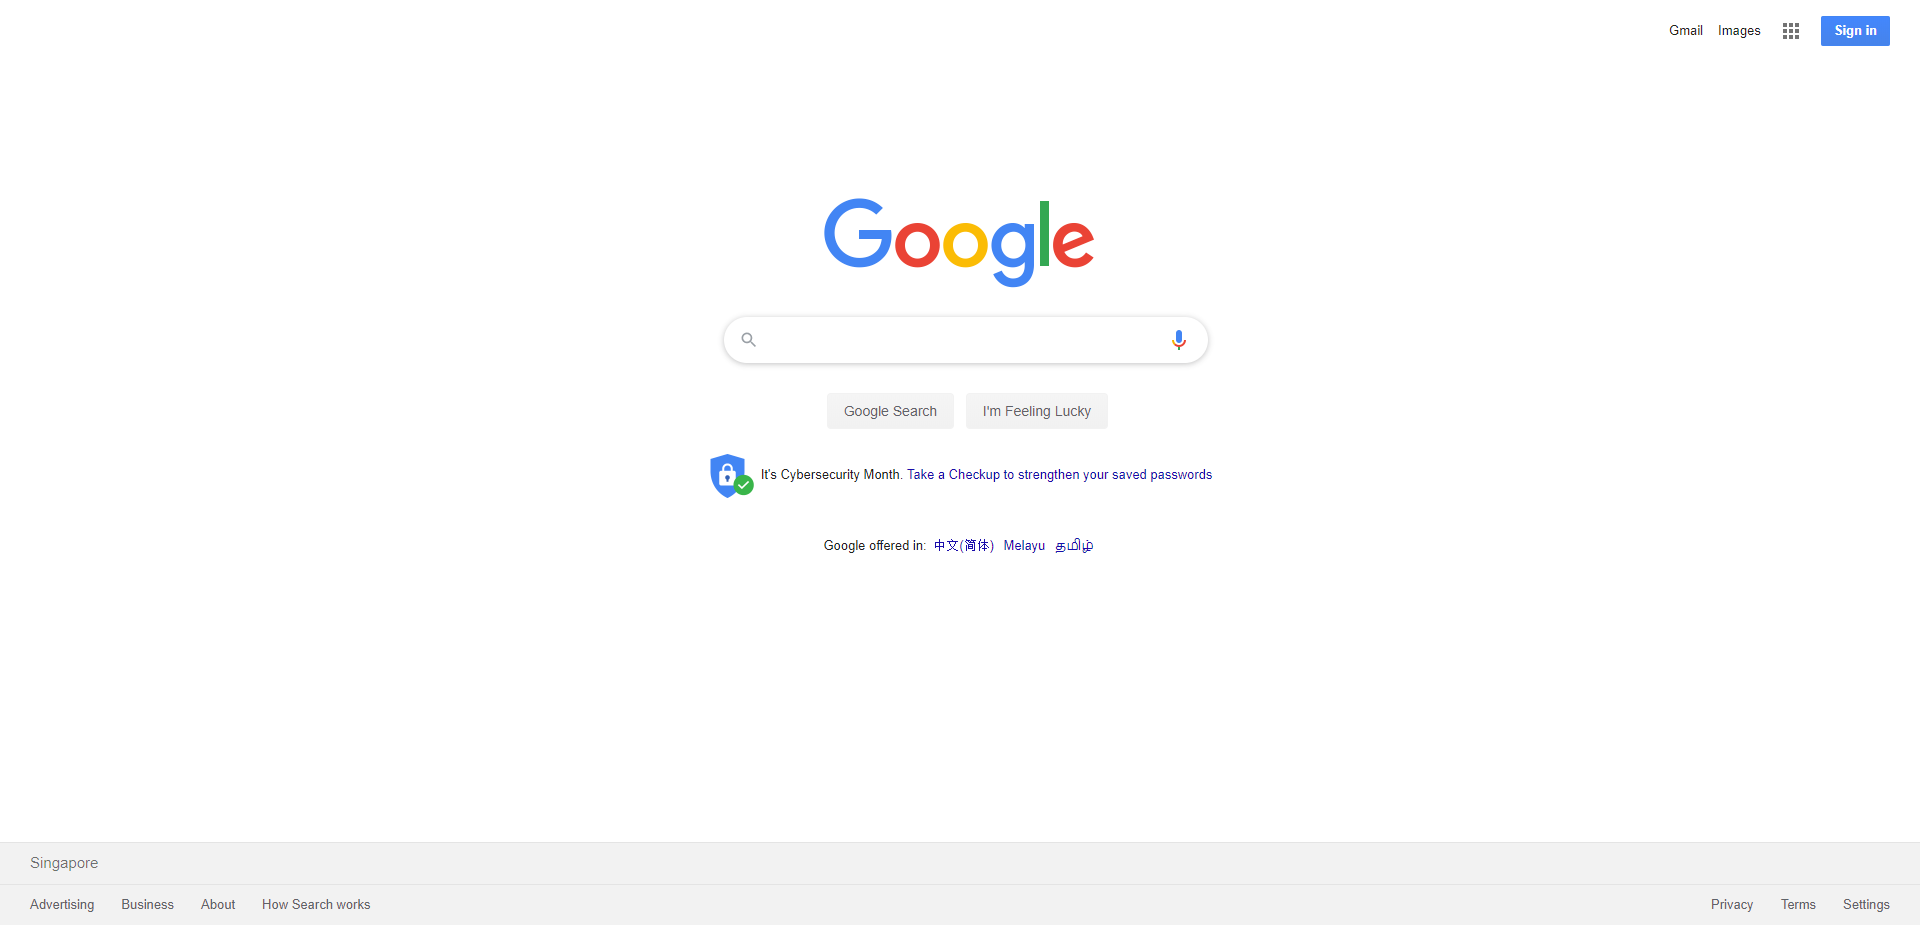 Gmail Images Sign in
Google
Google Search I'm Feeling Lucky
It's Cybersecurity Month. Take a Checkup to strengthen your saved passwords
Google offered in: 中文(简体) Melayu தமிழ்
Singapore
Advertising Business About How Search works Privacy Terms Settings